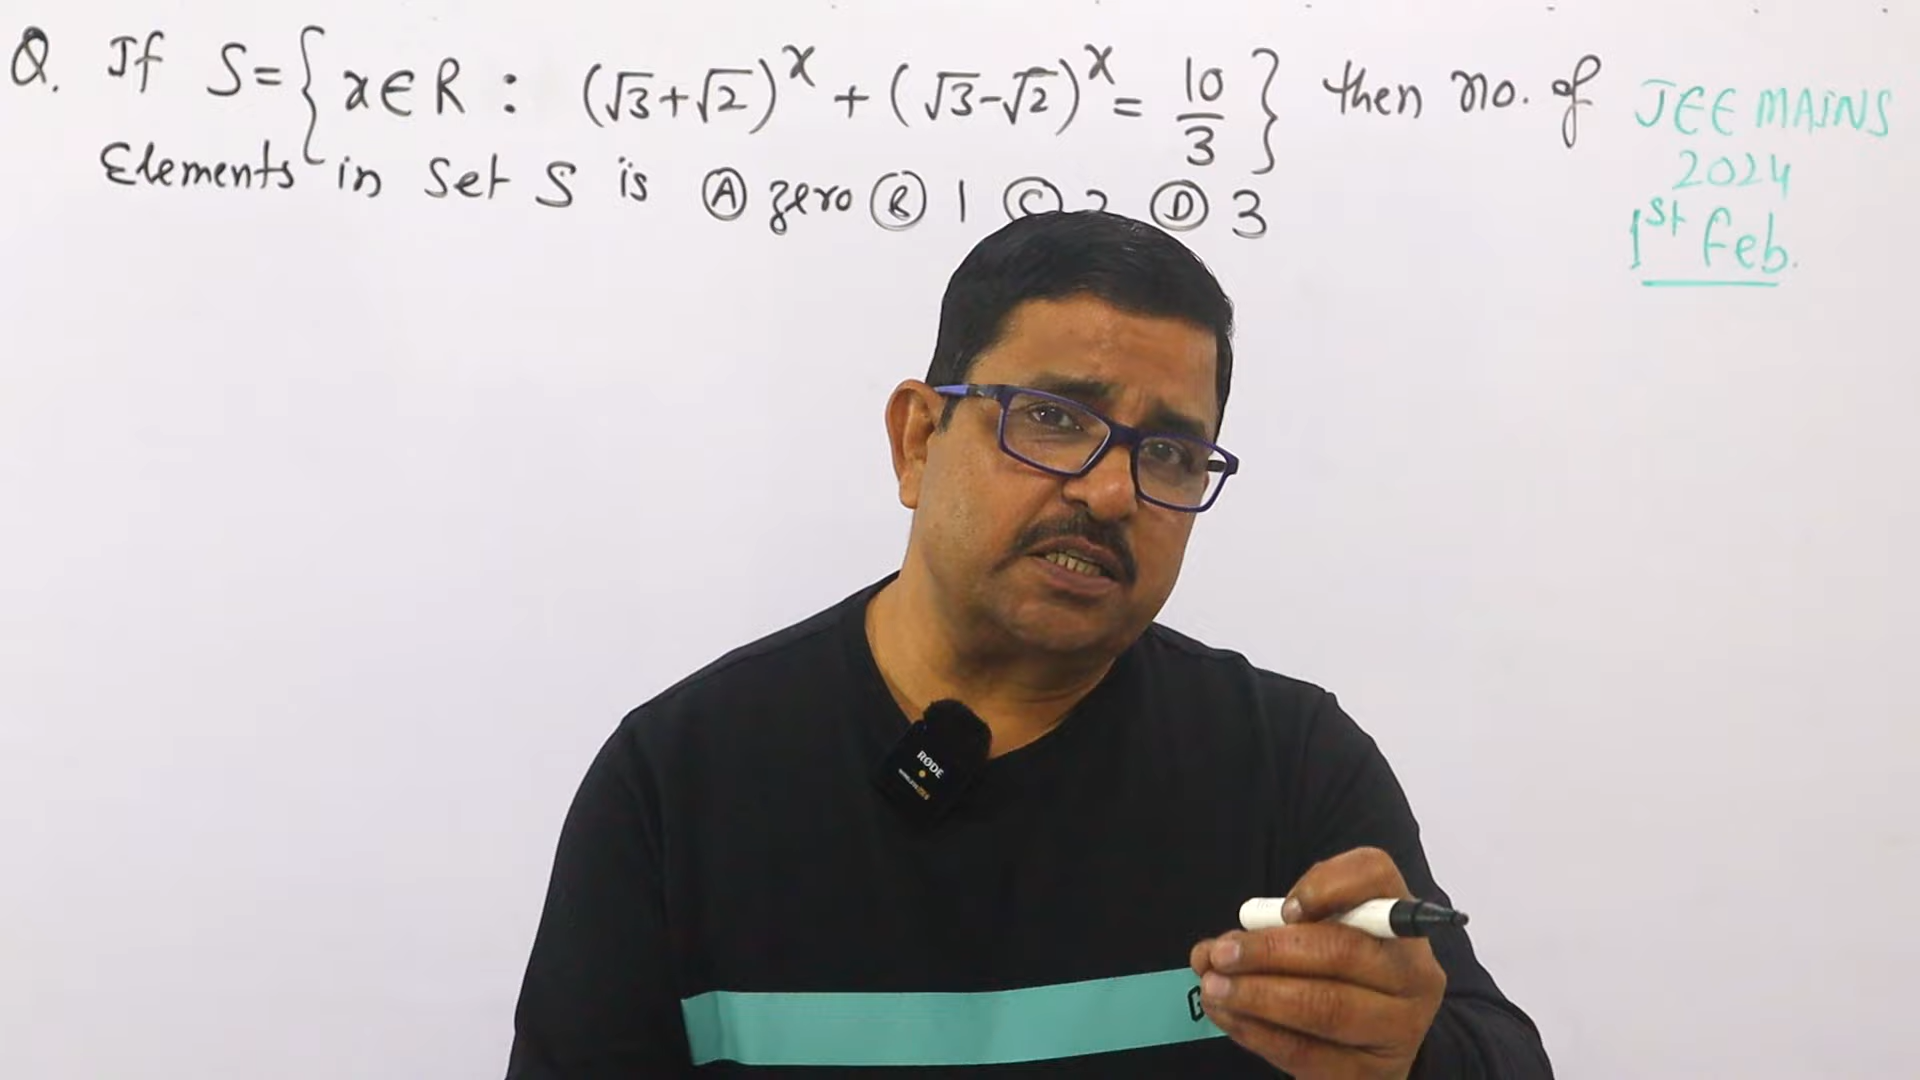 Q. If S = { x ∈ R : (√3+√2)^x + (√3-√2)^x = 10/3 } then no. of
Elements in Set S is Ⓐ zero Ⓑ 1 Ⓒ 2 Ⓓ 3
JEE MAINS
2024
1st Feb.
RØDE